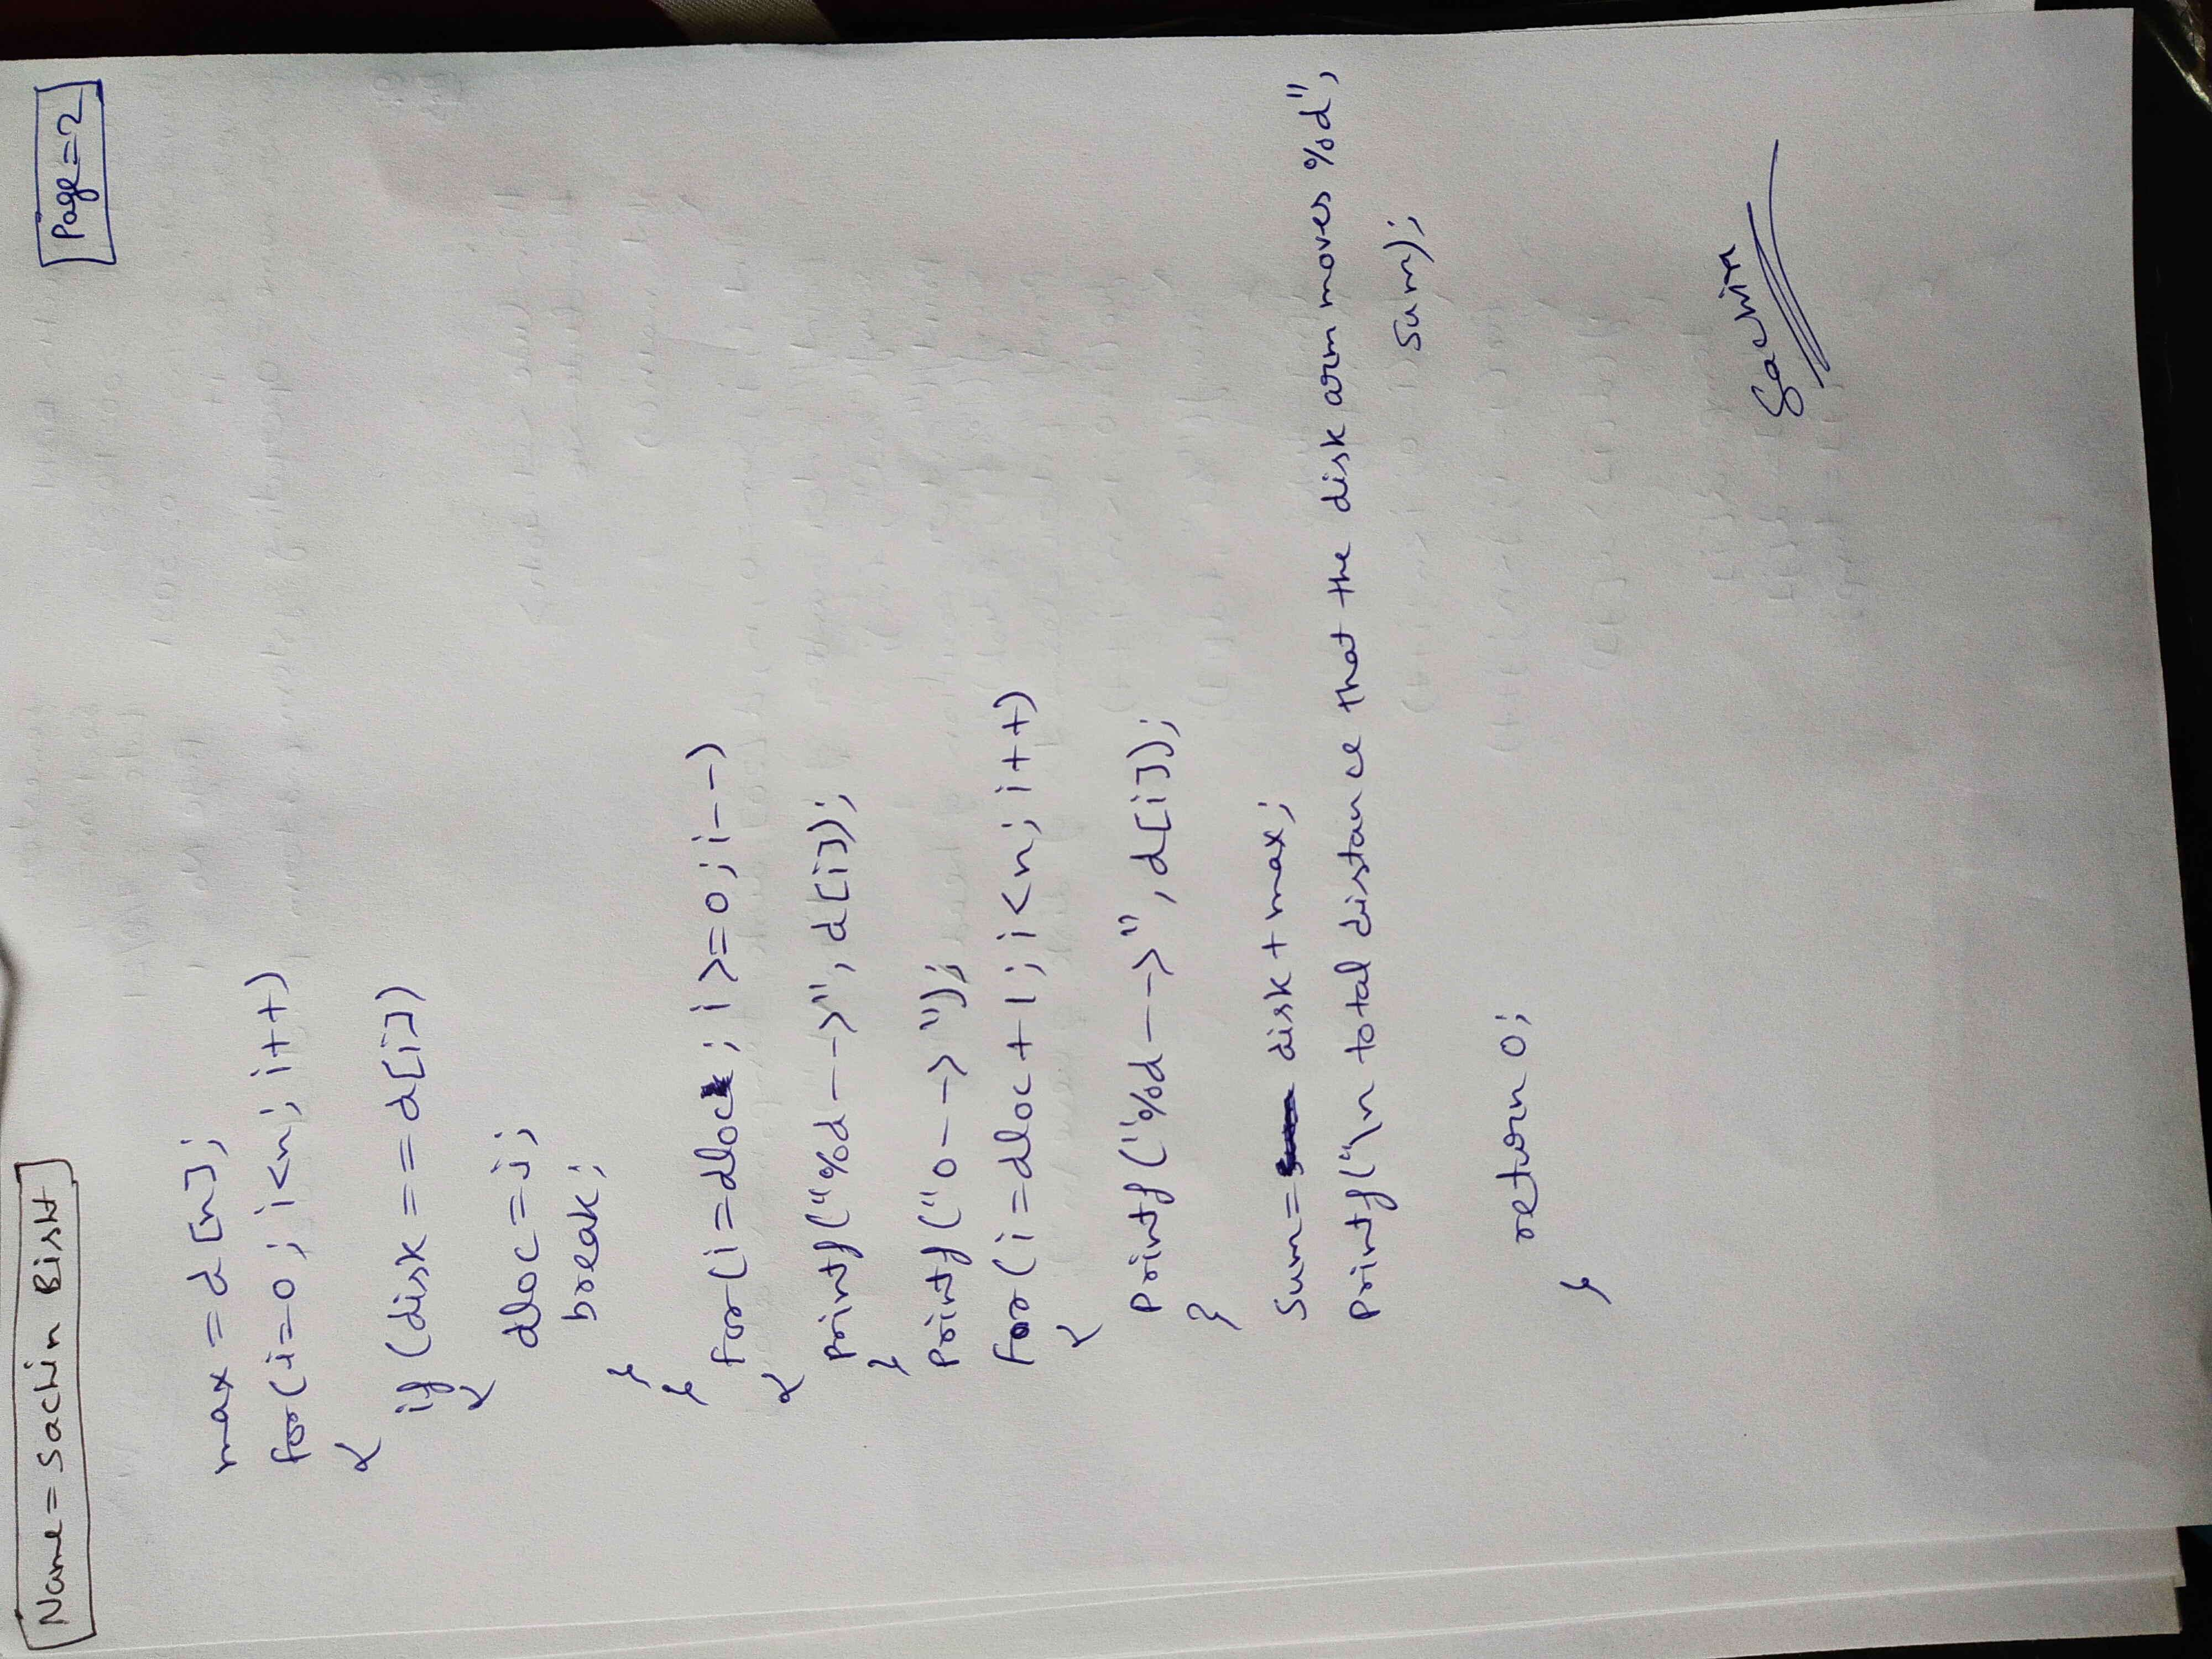 Name = Sachin Bisht
Page = 2
max = d[n];
for(i=0; i<n; i++)
{
if (disk == d[i])
{
dloc = i;
break;
}
}
for(i=dloc; i>=0; i--)
{
printf("%d-->", d[i]);
}
printf("0-->");
for(i=dloc+1; i<n; i++)
{
printf("%d-->", d[i]);
}
sum= disk+max;
printf("\n total distance that the disk arm moves %d",
sum);
return 0;
}
Sachin